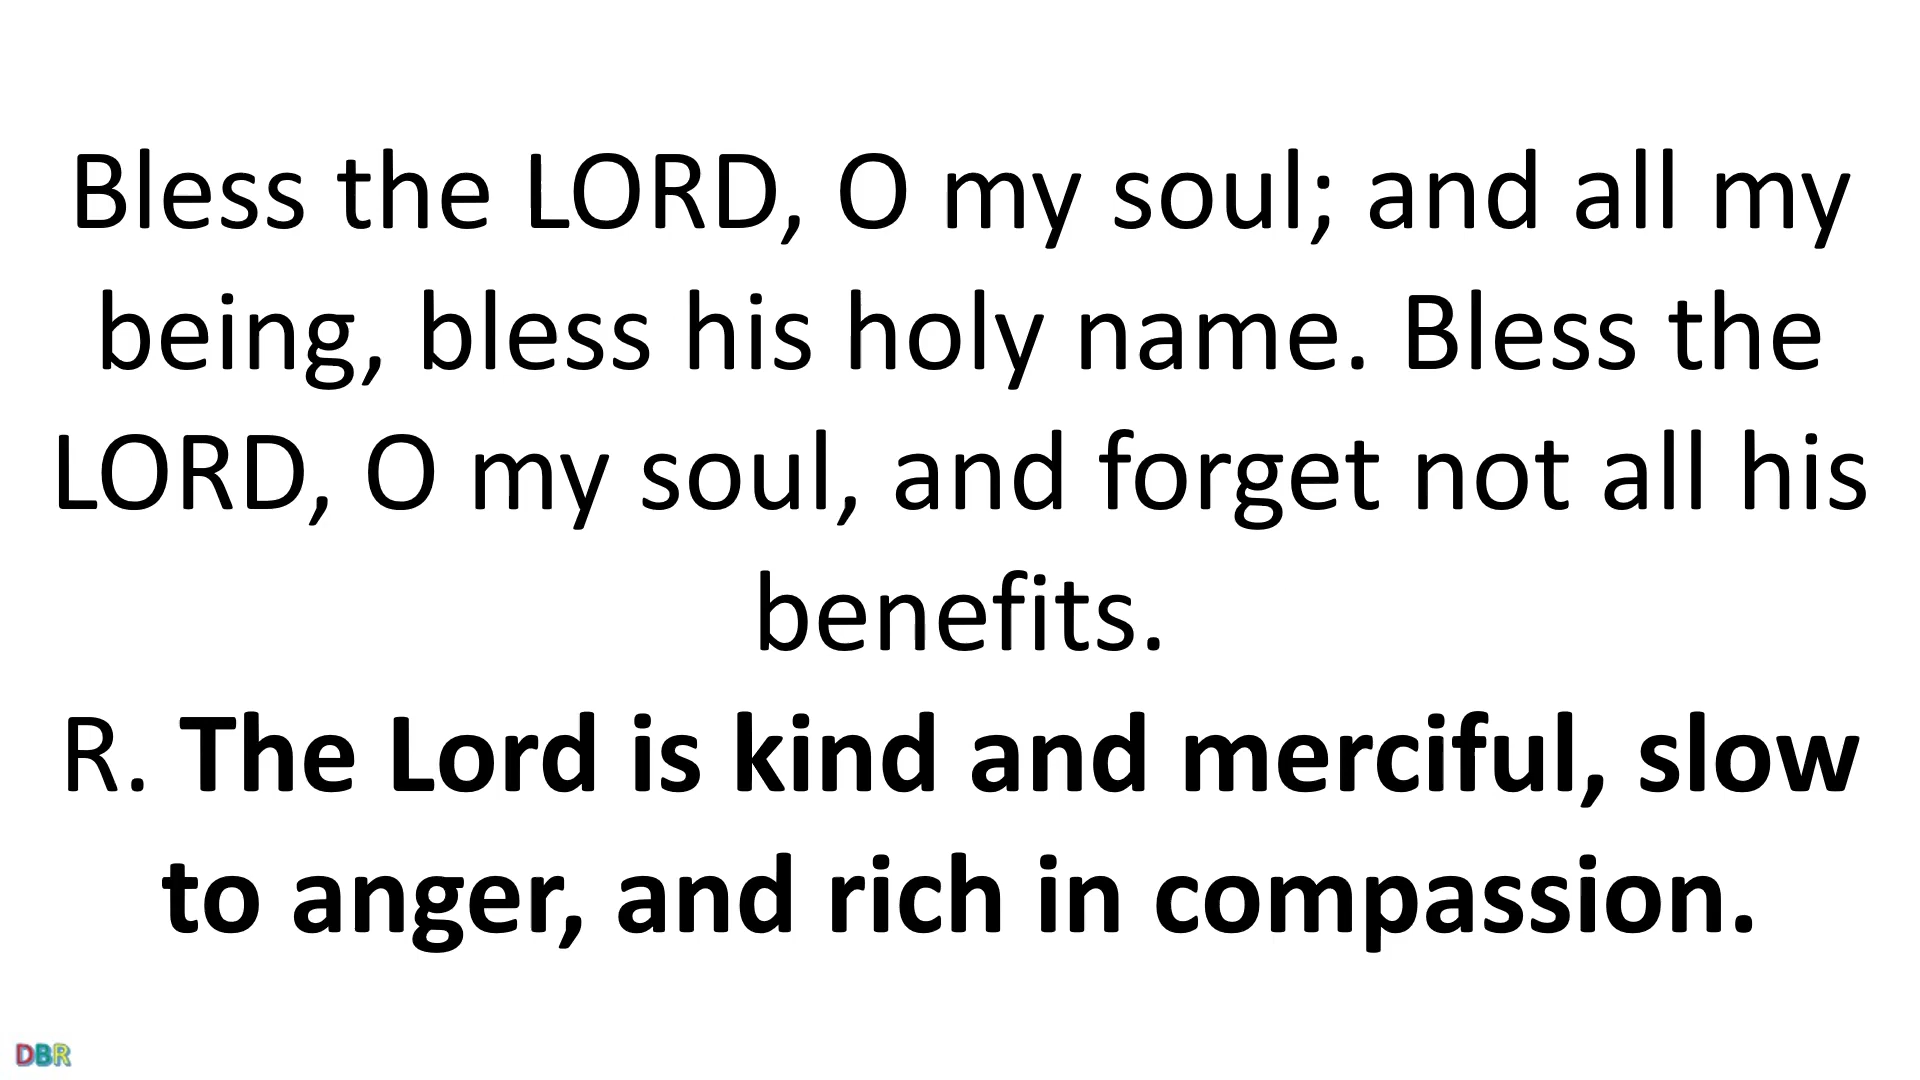 Bless the LORD, O my soul; and all my
being, bless his holy name. Bless the
LORD, O my soul, and forget not all his
benefits.
R. The Lord is kind and merciful, slow
to anger, and rich in compassion.
DBR